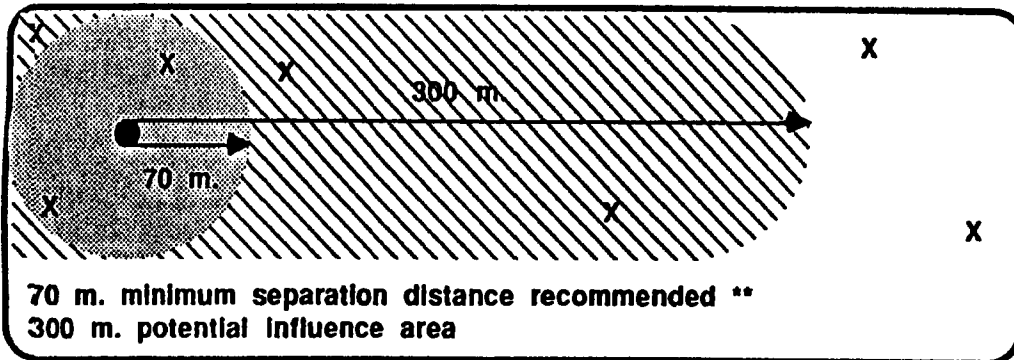 X
X
X
X
300 m.
70 m.
X
X
X
70 m. minimum separation distance recommended **
300 m. potential influence area